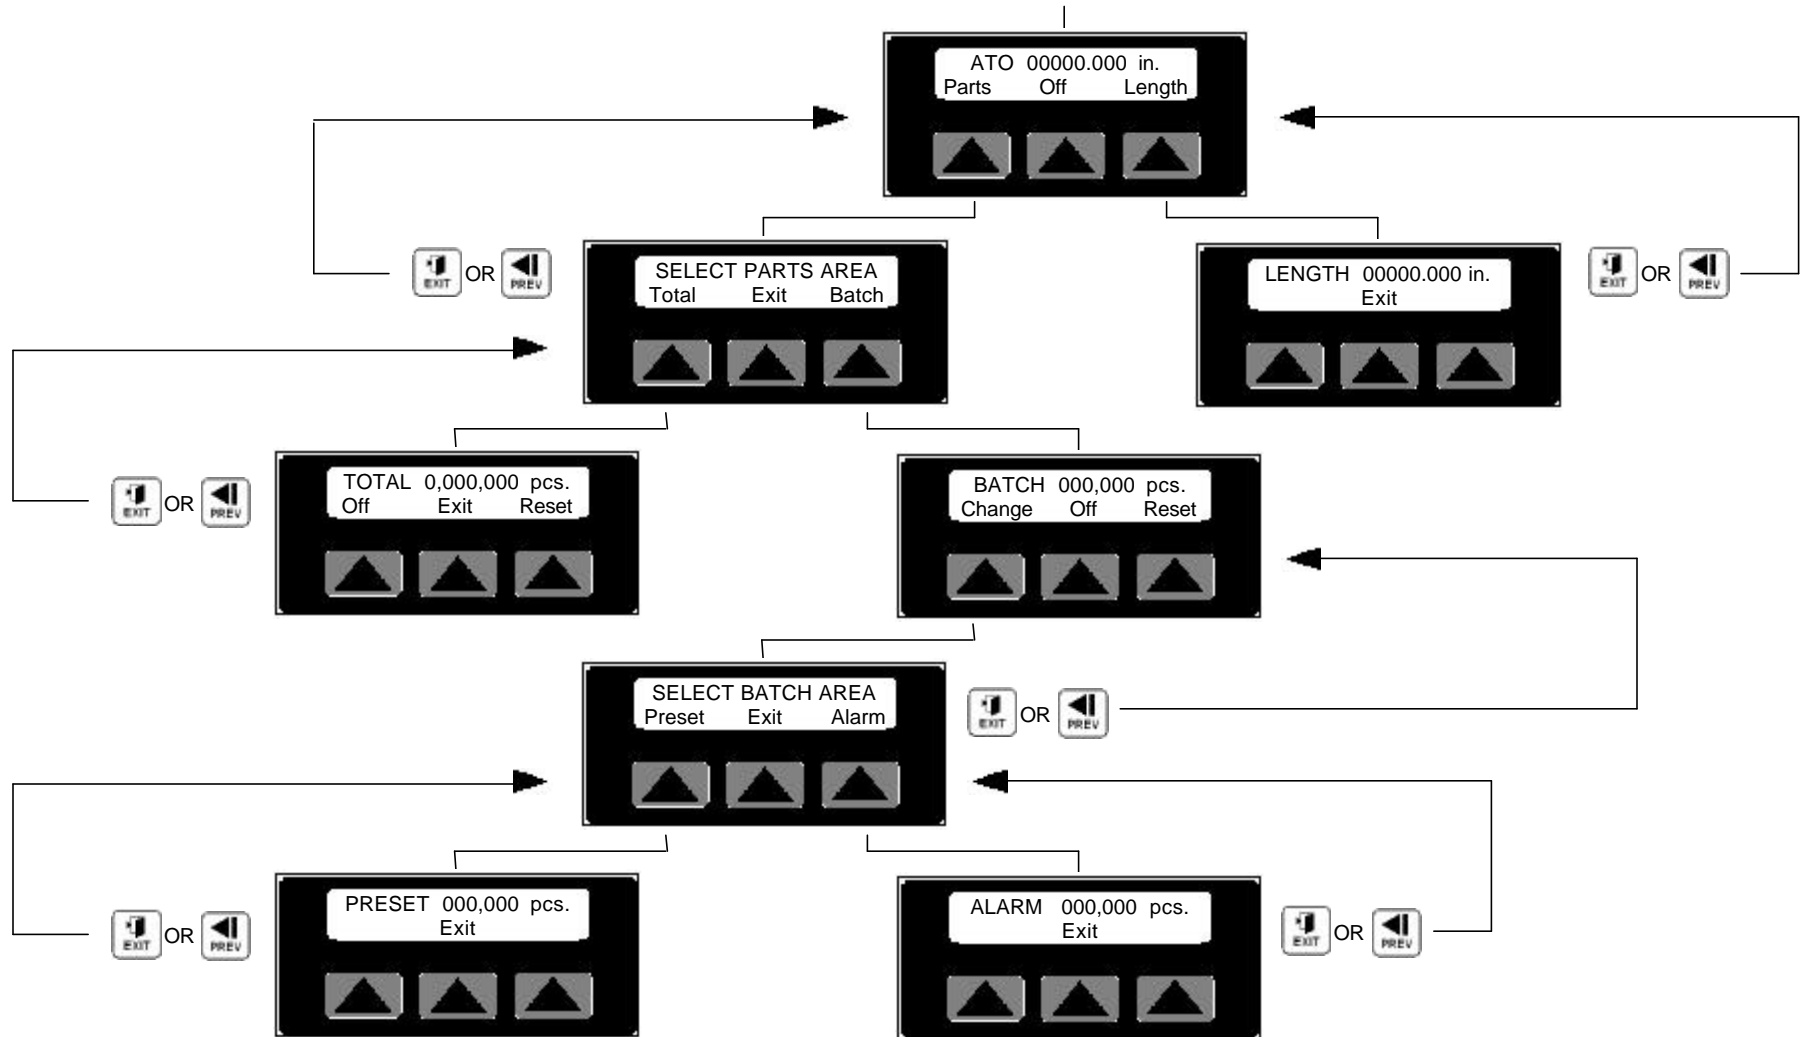 ATO 00000.000 in.
Parts Off Length
EXIT OR PREV
SELECT PARTS AREA
Total Exit Batch
LENGTH 00000.000 in.
Exit
EXIT OR PREV
EXIT OR PREV
TOTAL 0,000,000 pcs.
Off Exit Reset
BATCH 000,000 pcs.
Change Off Reset
SELECT BATCH AREA
Preset Exit Alarm
EXIT OR PREV
EXIT OR PREV
PRESET 000,000 pcs.
Exit
ALARM 000,000 pcs.
Exit
EXIT OR PREV